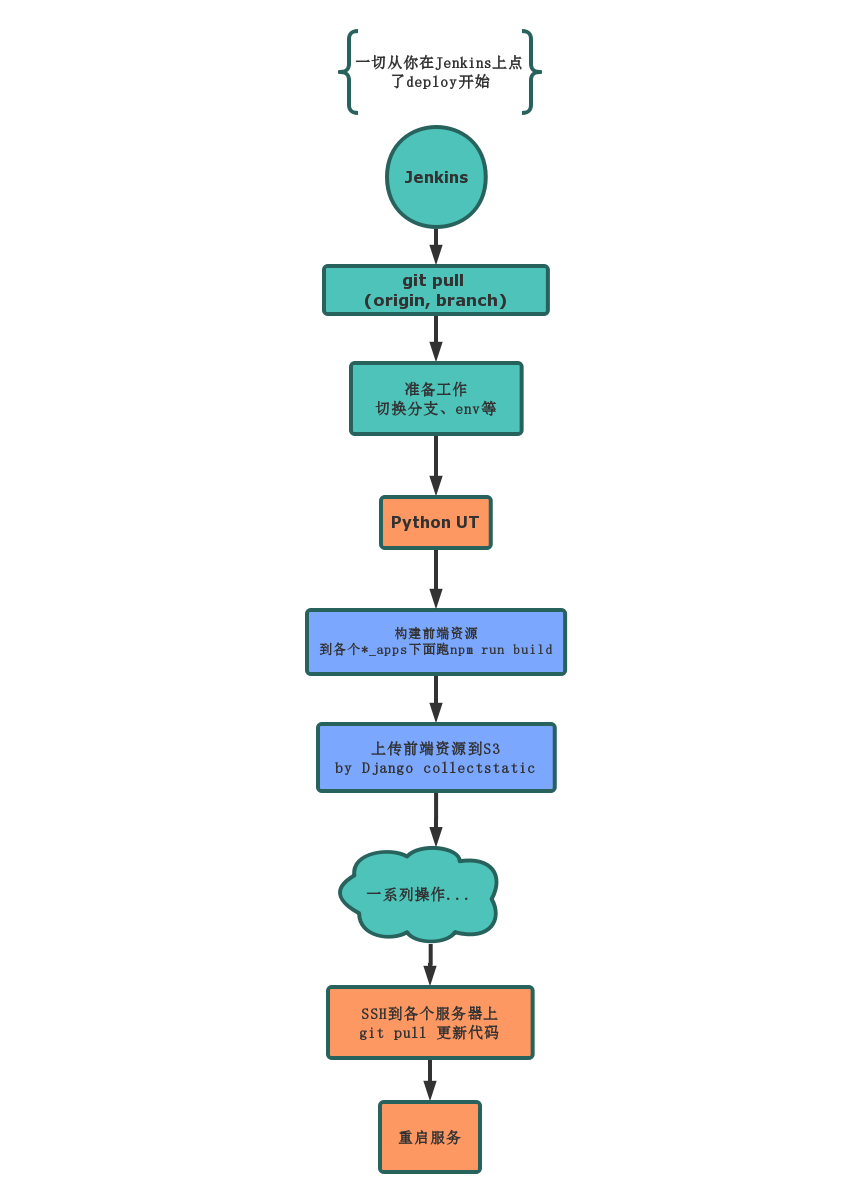 一切从你在Jenkins上点
了deploy开始
Jenkins
git pull
(origin, branch)
准备工作
切换分支、env等
Python UT
构建前端资源
到各个*_apps下面跑npm run build
上传前端资源到S3
by Django collectstatic
一系列操作...
SSH到各个服务器上
git pull 更新代码
重启服务